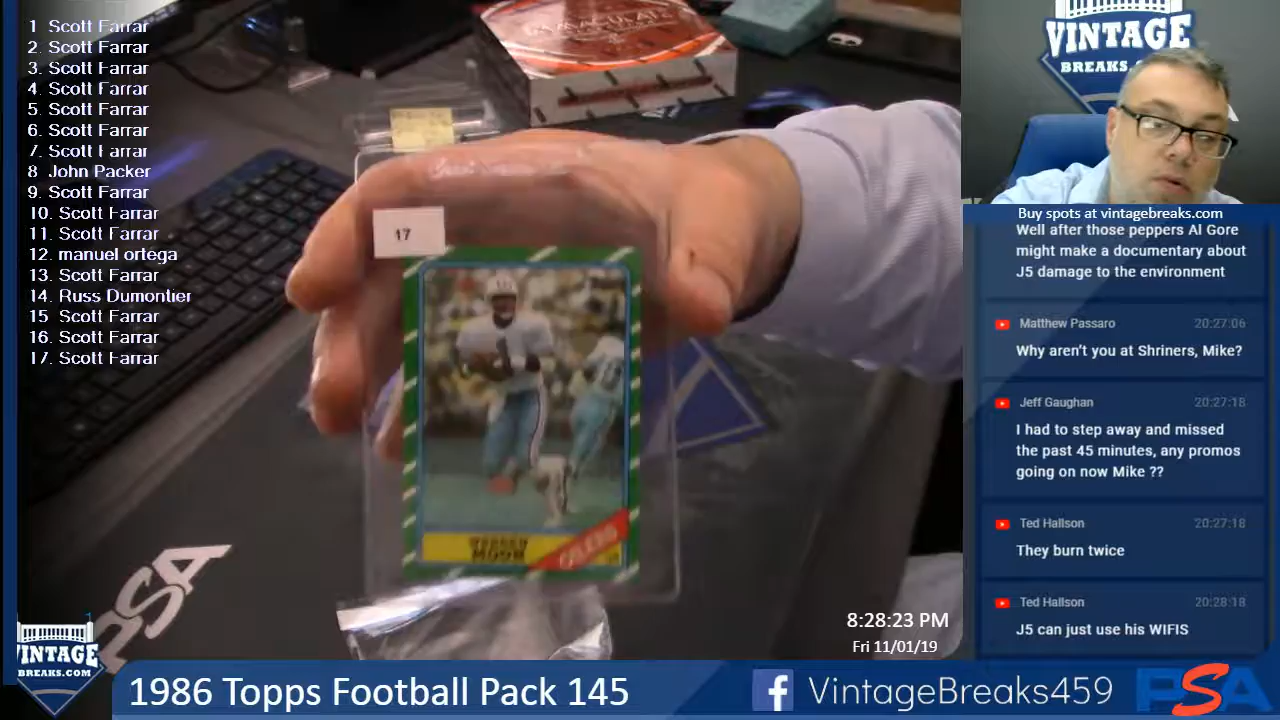 1 Scott Farrar
2. Scott Farrar
3. Scott Farrar
4. Scott Farrar
5. Scott Farrar
6. Scott Farrar
7. Scott Farrar
8 John Packer
9. Scott Farrar
10. Scott Farrar
11. Scott Farrar
12. manuel ortega
13. Scott Farrar
14. Russ Dumontier
15. Scott Farrar
16. Scott Farrar
17. Scott Farrar
17
WARREN
MOON
OILERS
PSA
VINTAGE
BREAKS.
Buy spots at vintagebreaks.com
Well after those peppers Al Gore
might make a documentary about
J5 damage to the environment
Matthew Passaro 20:27:06
Why aren't you at Shriners, Mike?
Jeff Gaughan 20:27:18
I had to step away and missed
the past 45 minutes, any promos
going on now Mike ??
Ted Hallson 20:27:18
They burn twice
Ted Hallson 20:28:18
J5 can just use his WIFIS
8:28:23 PM
Fri 11/01/19
VINTAGE
BREAKS.COM
1986 Topps Football Pack 145
f VintageBreaks459
PSA